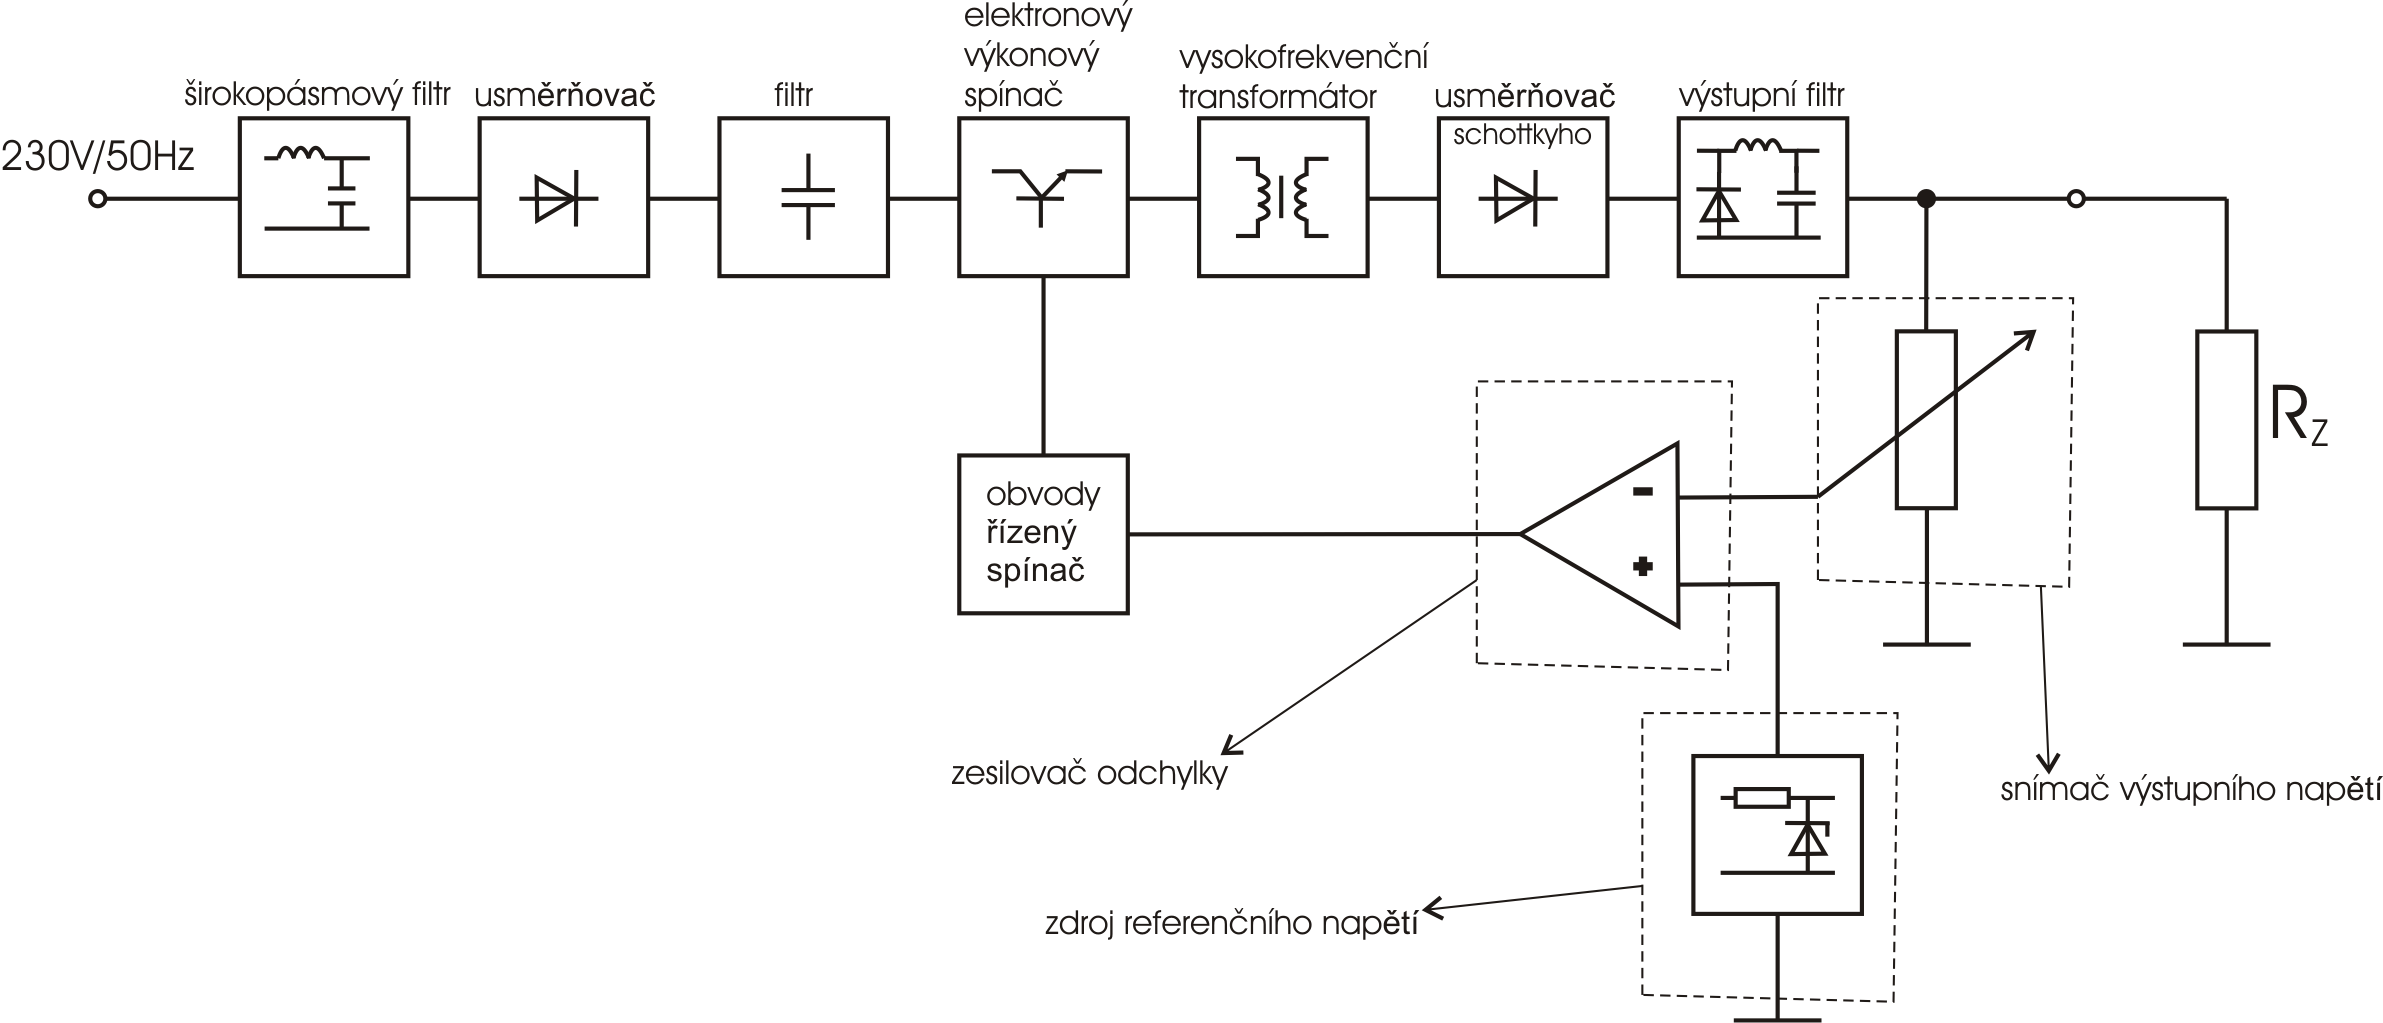 elektronový
výkonový
spínač
vysokofrekvenční
transformátor
širokopásmový filtr
usměrňovač
filtr
usměrňovač
výstupní filtr
schottkyho
230V/50Hz
RZ
-
+
obvody
řízený
spínač
zesilovač odchylky
snímač výstupního napětí
zdroj referenčního napětí